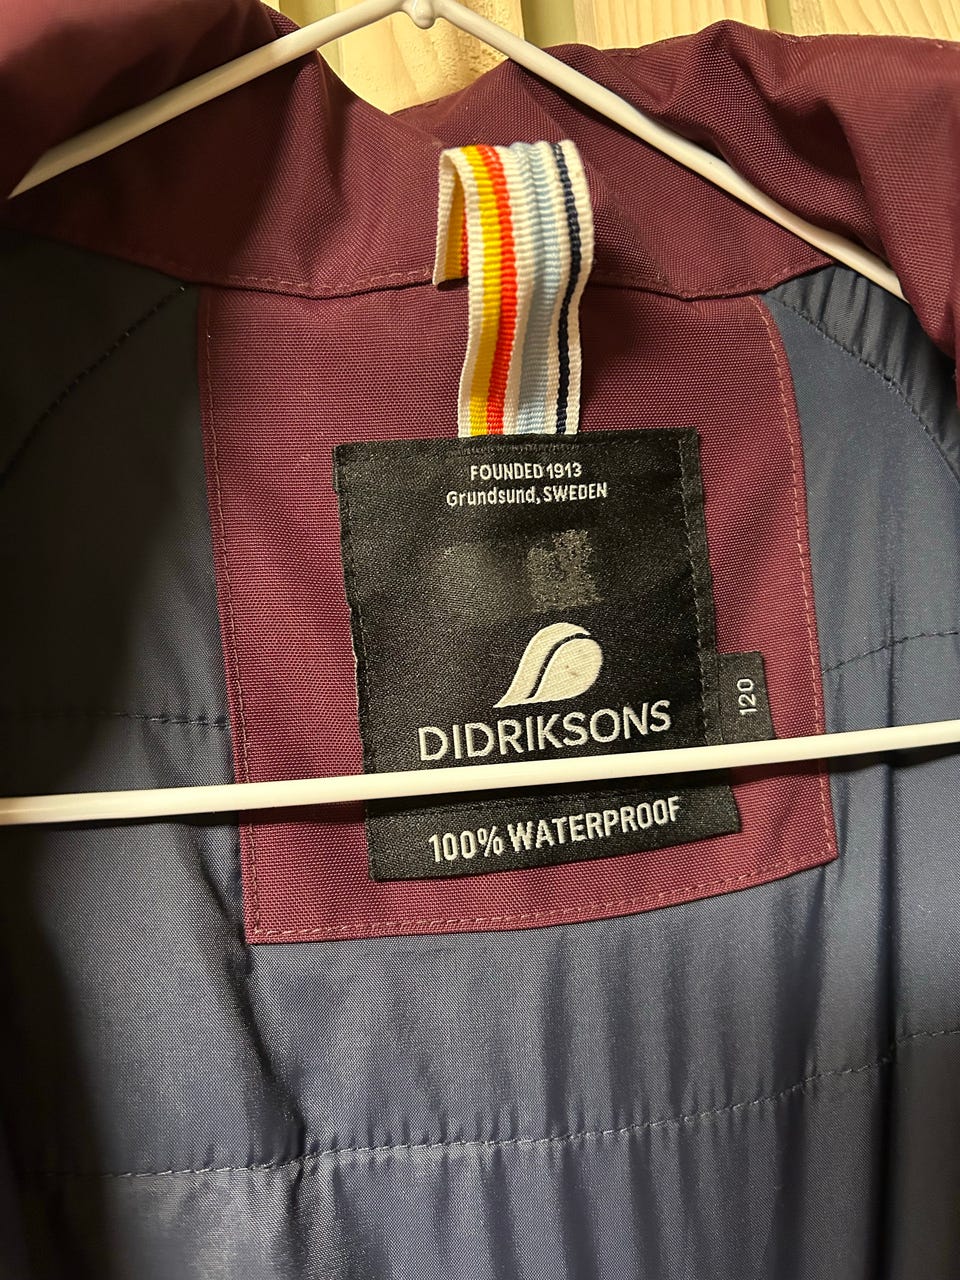 FOUNDED 1913
Grundsund, SWEDEN
DIDRIKSONS
120
100% WATERPROOF